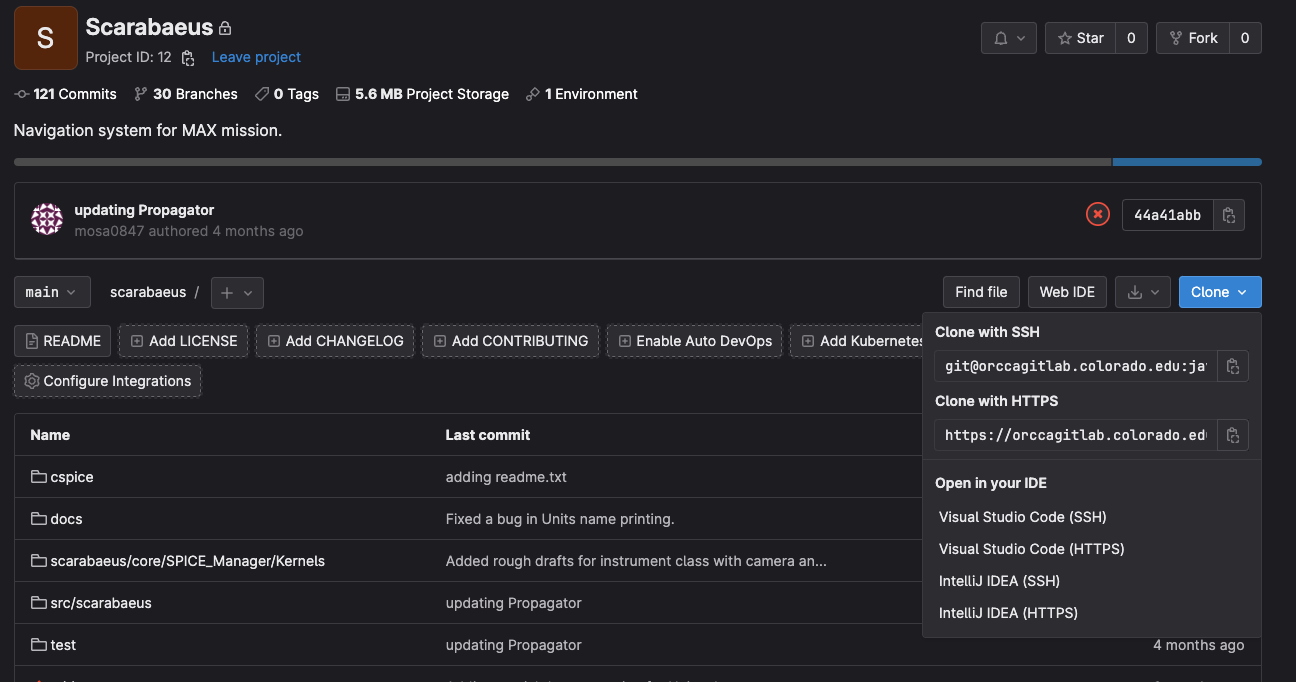 S
Scarabaeus
Project ID: 12
Leave project
Star 0
Fork 0
121 Commits
30 Branches
0 Tags
5.6 MB Project Storage
1 Environment
Navigation system for MAX mission.
updating Propagator
mosa0847 authored 4 months ago
44a41abb
main
scarabaeus /
Find file
Web IDE
Clone
README
Add LICENSE
Add CHANGELOG
Add CONTRIBUTING
Enable Auto DevOps
Add Kubernetes
Configure Integrations
Clone with SSH
git@orccagitlab.colorado.edu:ja
Clone with HTTPS
https://orccagitlab.colorado.ed
Open in your IDE
Visual Studio Code (SSH)
Visual Studio Code (HTTPS)
IntelliJ IDEA (SSH)
IntelliJ IDEA (HTTPS)
Name Last commit
cspice adding readme.txt
docs Fixed a bug in Units name printing.
scarabaeus/core/SPICE_Manager/Kernels Added rough drafts for instrument class with camera an...
src/scarabaeus updating Propagator
test updating Propagator 4 months ago